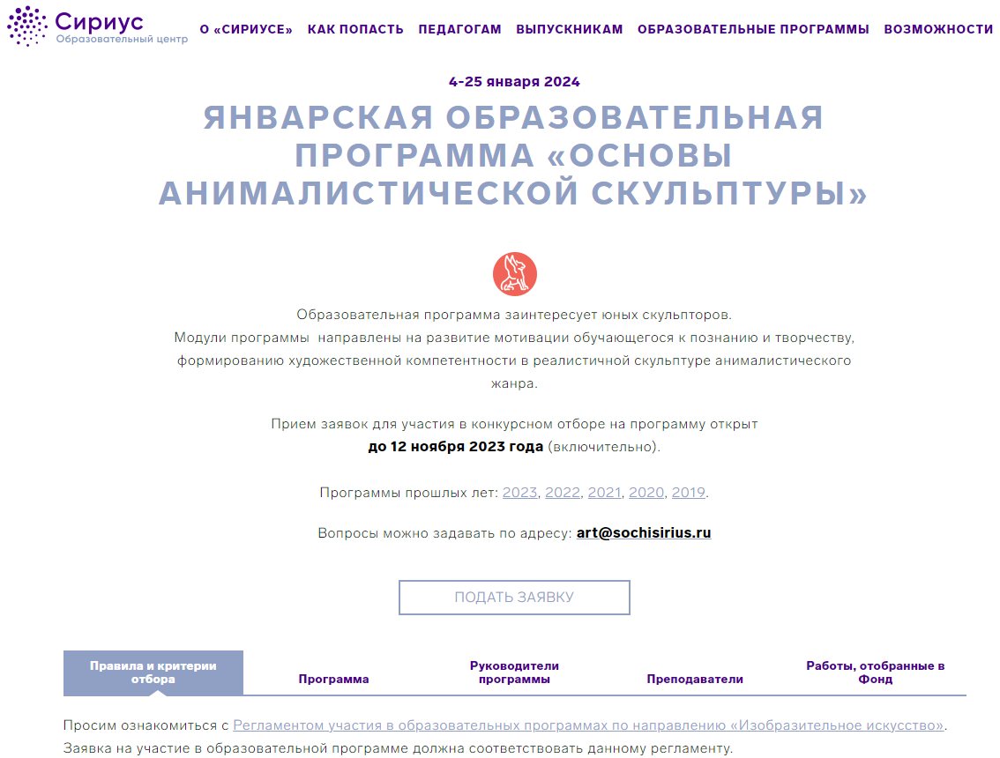 Сириус
Образовательный центр
О «СИРИУСЕ» КАК ПОПАСТЬ ПЕДАГОГАМ ВЫПУСКНИКАМ ОБРАЗОВАТЕЛЬНЫЕ ПРОГРАММЫ ВОЗМОЖНОСТИ
4-25 января 2024
ЯНВАРСКАЯ ОБРАЗОВАТЕЛЬНАЯ
ПРОГРАММА «ОСНОВЫ
АНИМАЛИСТИЧЕСКОЙ СКУЛЬПТУРЫ»
Образовательная программа заинтересует юных скульпторов.
Модули программы направлены на развитие мотивации обучающегося к познанию и творчеству,
формированию художественной компетентности в реалистичной скульптуре анималистического
жанра.
Прием заявок для участия в конкурсном отборе на программу открыт
до 12 ноября 2023 года (включительно).
Программы прошлых лет: 2023, 2022, 2021, 2020, 2019.
Вопросы можно задавать по адресу: art@sochisirius.ru
ПОДАТЬ ЗАЯВКУ
Правила и критерии
отбора
Программа
Руководители
программы
Преподаватели
Работы, отобранные в
Фонд
Просим ознакомиться с Регламентом участия в образовательных программах по направлению «Изобразительное искусство».
Заявка на участие в образовательной программе должна соответствовать данному регламенту.